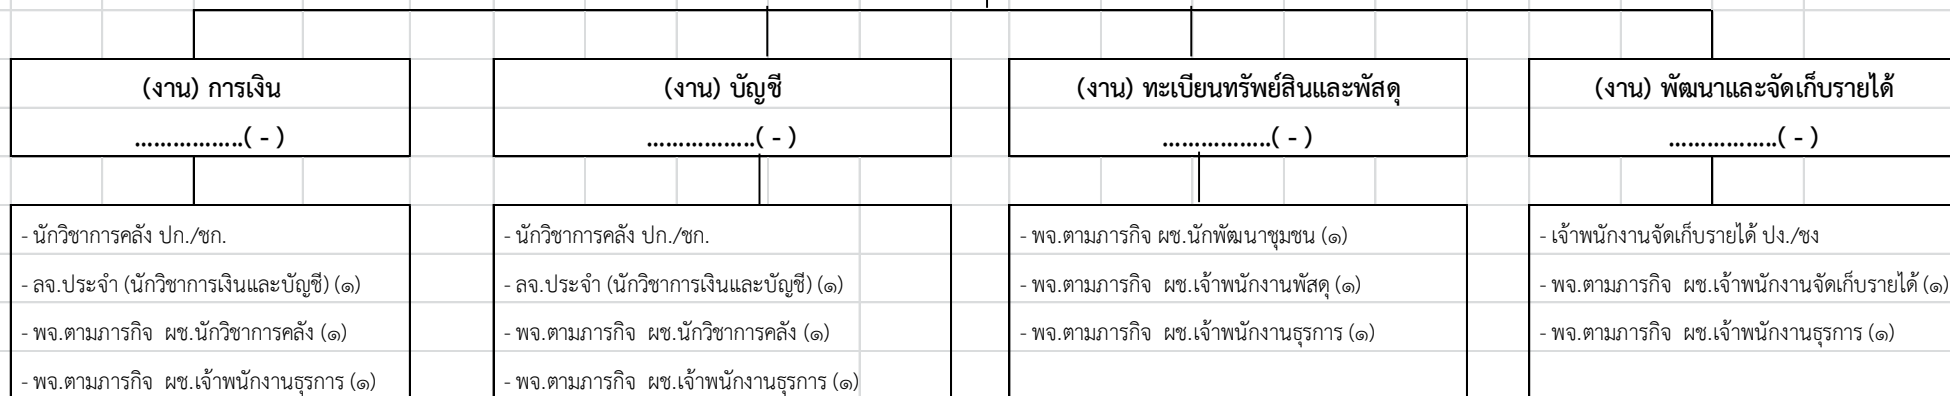 (งาน) การเงิน
.................( - )
(งาน) บัญชี
.................( - )
(งาน) ทะเบียนทรัพย์สินและพัสดุ
.................( - )
(งาน) พัฒนาและจัดเก็บรายได้
.................( - )
- นักวิชาการคลัง ปก./ชก.
- ลจ.ประจำ (นักวิชาการเงินและบัญชี) (๑)
- พจ.ตามภารกิจ ผช.นักวิชาการคลัง (๑)
- พจ.ตามภารกิจ ผช.เจ้าพนักงานธุรการ (๑)
- นักวิชาการคลัง ปก./ชก.
- ลจ.ประจำ (นักวิชาการเงินและบัญชี) (๑)
- พจ.ตามภารกิจ ผช.นักวิชาการคลัง (๑)
- พจ.ตามภารกิจ ผช.เจ้าพนักงานธุรการ (๑)
- พจ.ตามภารกิจ ผช.นักพัฒนาชุมชน (๑)
- พจ.ตามภารกิจ ผช.เจ้าพนักงานพัสดุ (๑)
- พจ.ตามภารกิจ ผช.เจ้าพนักงานธุรการ (๑)
- เจ้าพนักงานจัดเก็บรายได้ ปง./ชง
- พจ.ตามภารกิจ ผช.เจ้าพนักงานจัดเก็บรายได้ (๑)
- พจ.ตามภารกิจ ผช.เจ้าพนักงานธุรการ (๑)